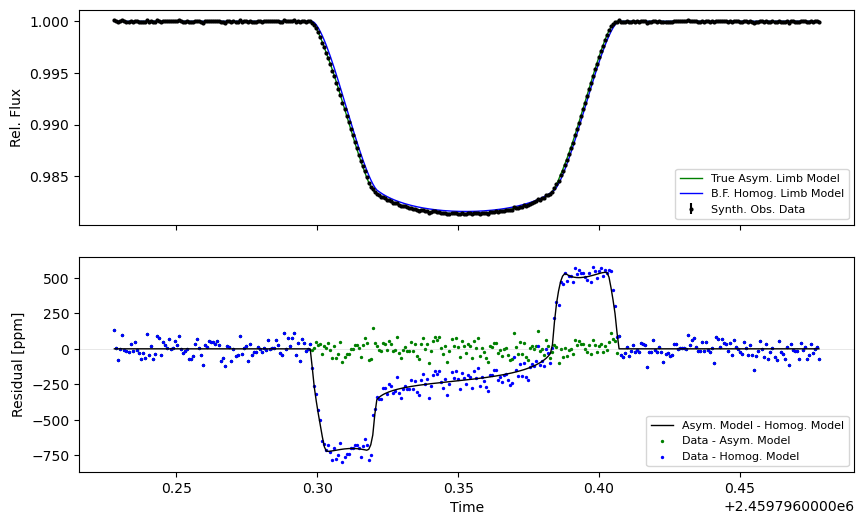 1.000
0.995
0.990
0.985
Rel. Flux
True Asym. Limb Model
B.F. Homog. Limb Model
Synth. Obs. Data
500
250
0
−250
−500
−750
Residual [ppm]
Asym. Model - Homog. Model
Data - Asym. Model
Data - Homog. Model
0.25
0.30
0.35
0.40
0.45
Time
+2.4597960000e6